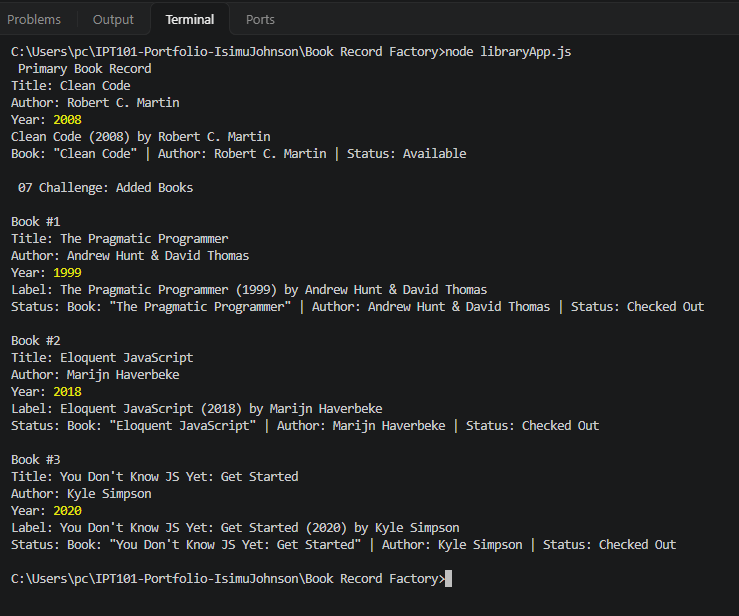 Problems Output Terminal Ports
C:\Users\pc\IPT101-Portfolio-IsimuJohnson\Book Record Factory>node libraryApp.js
Primary Book Record
Title: Clean Code
Author: Robert C. Martin
Year: 2008
Clean Code (2008) by Robert C. Martin
Book: "Clean Code" | Author: Robert C. Martin | Status: Available
07 Challenge: Added Books
Book #1
Title: The Pragmatic Programmer
Author: Andrew Hunt & David Thomas
Year: 1999
Label: The Pragmatic Programmer (1999) by Andrew Hunt & David Thomas
Status: Book: "The Pragmatic Programmer" | Author: Andrew Hunt & David Thomas | Status: Checked Out
Book #2
Title: Eloquent JavaScript
Author: Marijn Haverbeke
Year: 2018
Label: Eloquent JavaScript (2018) by Marijn Haverbeke
Status: Book: "Eloquent JavaScript" | Author: Marijn Haverbeke | Status: Checked Out
Book #3
Title: You Don't Know JS Yet: Get Started
Author: Kyle Simpson
Year: 2020
Label: You Don't Know JS Yet: Get Started (2020) by Kyle Simpson
Status: Book: "You Don't Know JS Yet: Get Started" | Author: Kyle Simpson | Status: Checked Out
C:\Users\pc\IPT101-Portfolio-IsimuJohnson\Book Record Factory>